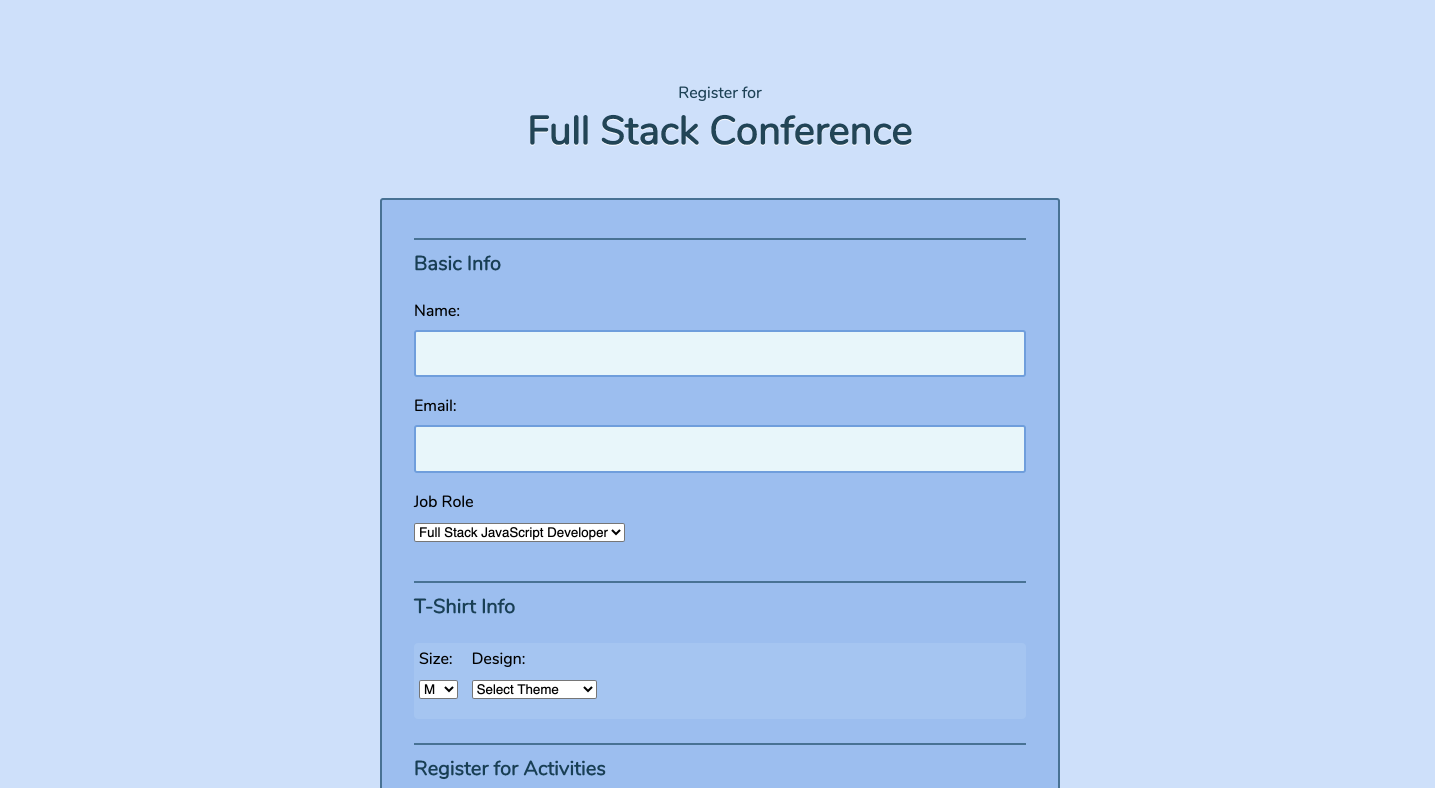 Register for
Full Stack Conference
Basic Info
Name:
Email:
Job Role
Full Stack JavaScript Developer
T-Shirt Info
Size: Design:
M Select Theme
Register for Activities